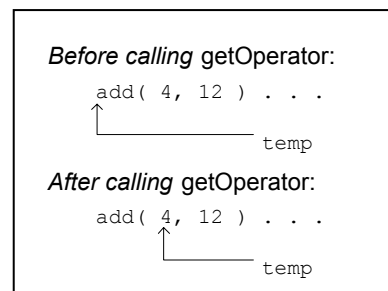 Before calling getOperator:
add( 4, 12 ) . . .
temp
After calling getOperator:
add( 4, 12 ) . . .
temp